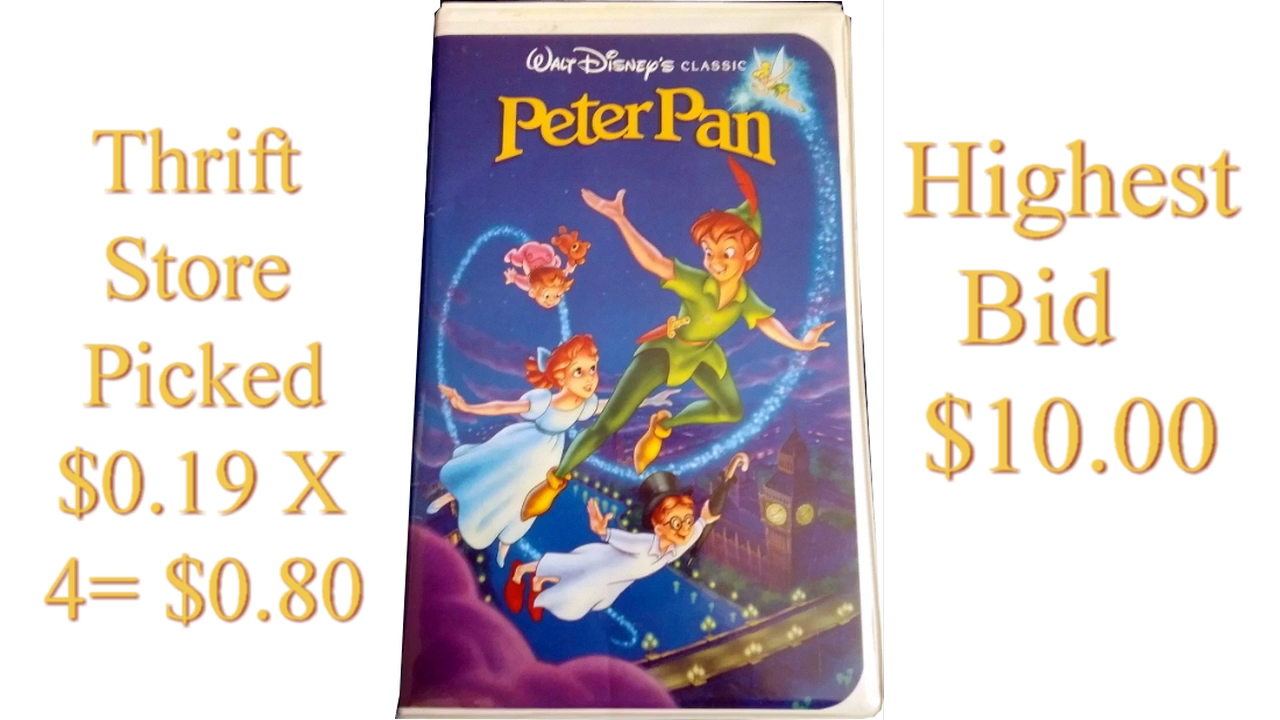 Thrift
Store
Picked
$0.19 X
4= $0.80
WALT DISNEY'S CLASSIC
Peter Pan
Highest
Bid
$10.00